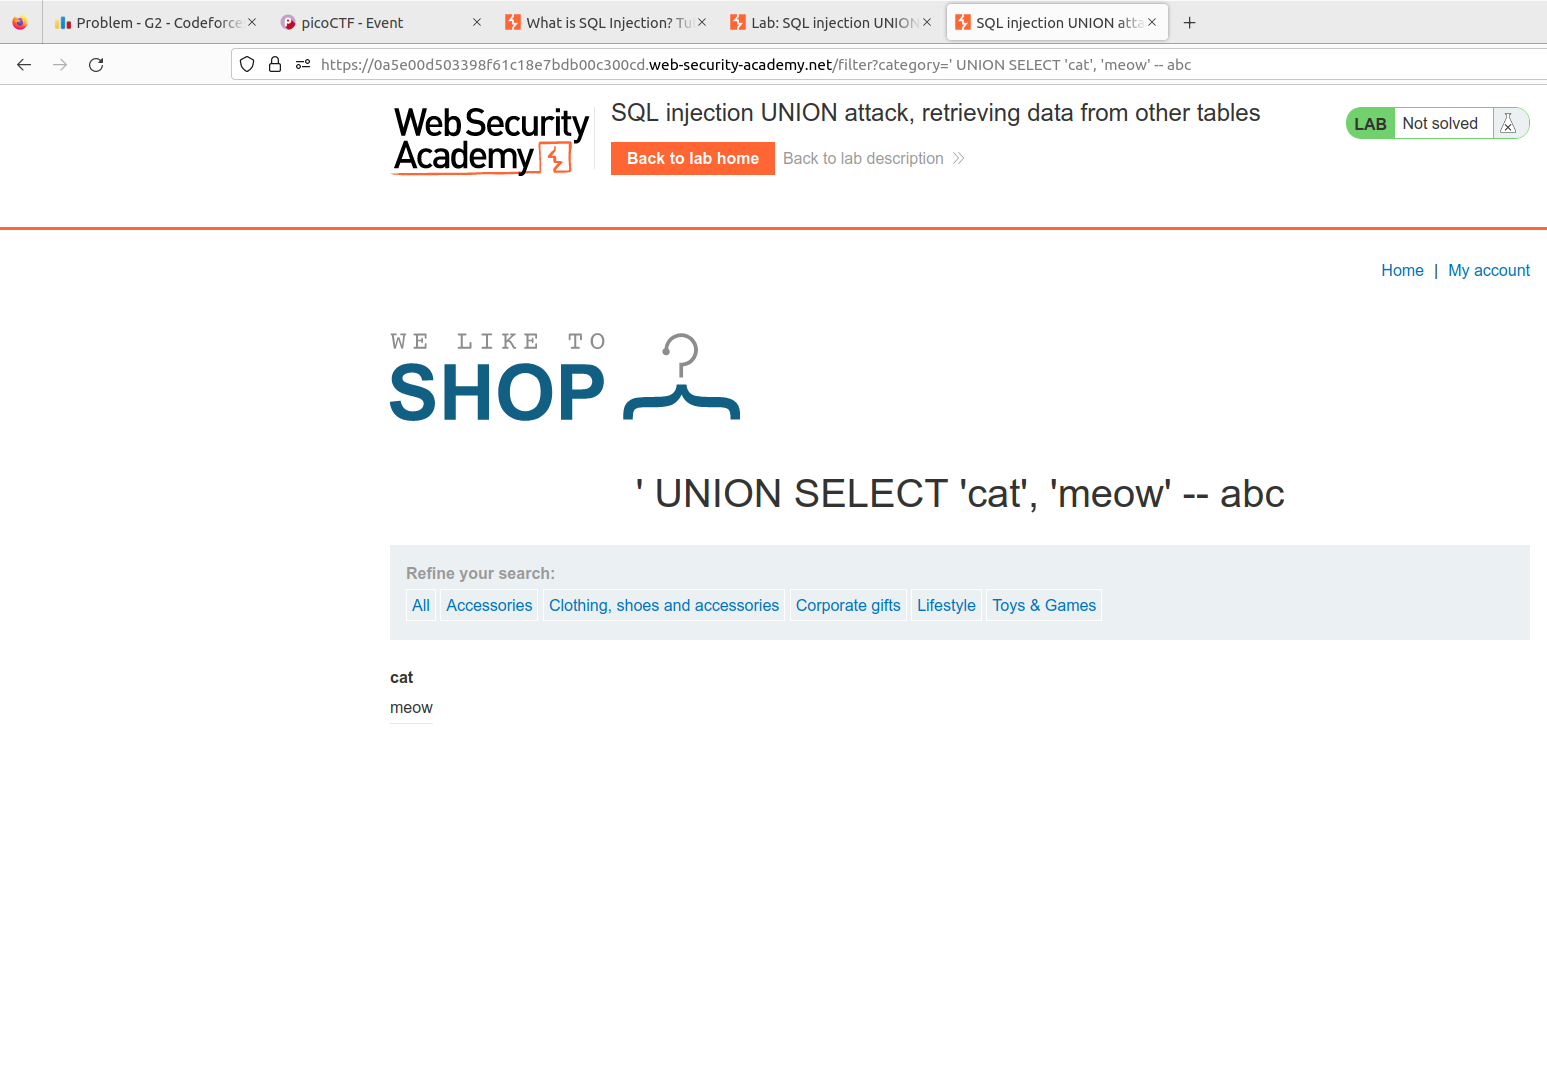 Problem - G2 - Codeforce
picoCTF - Event
What is SQL Injection? Tu
Lab: SQL injection UNION
SQL injection UNION atta
https://0a5e00d503398f61c18e7bdb00c300cd.web-security-academy.net/filter?category=' UNION SELECT 'cat', 'meow' -- abc
WebSecurity
Academy
SQL injection UNION attack, retrieving data from other tables
Back to lab home
Back to lab description
LAB
Not solved
Home | My account
WE LIKE TO
SHOP
' UNION SELECT 'cat', 'meow' -- abc
Refine your search:
All Accessories Clothing, shoes and accessories Corporate gifts Lifestyle Toys & Games
cat
meow